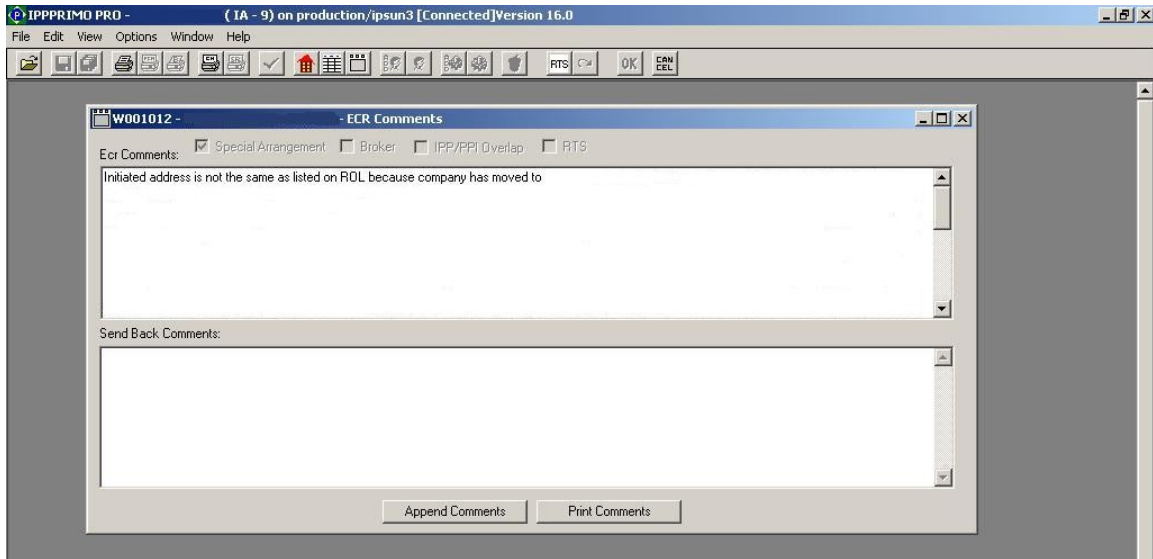 IPPPRIMO PRO - ( IA - 9) on production/ipsun3 [Connected]Version 16.0
File Edit View Options Window Help
RTS OK CAN CEL
W001012 - - ECR Comments
Ecr Comments: Special Arrangement Broker IPP/PPI Overlap RTS
Initiated address is not the same as listed on ROL because company has moved to
Send Back Comments:
Append Comments Print Comments